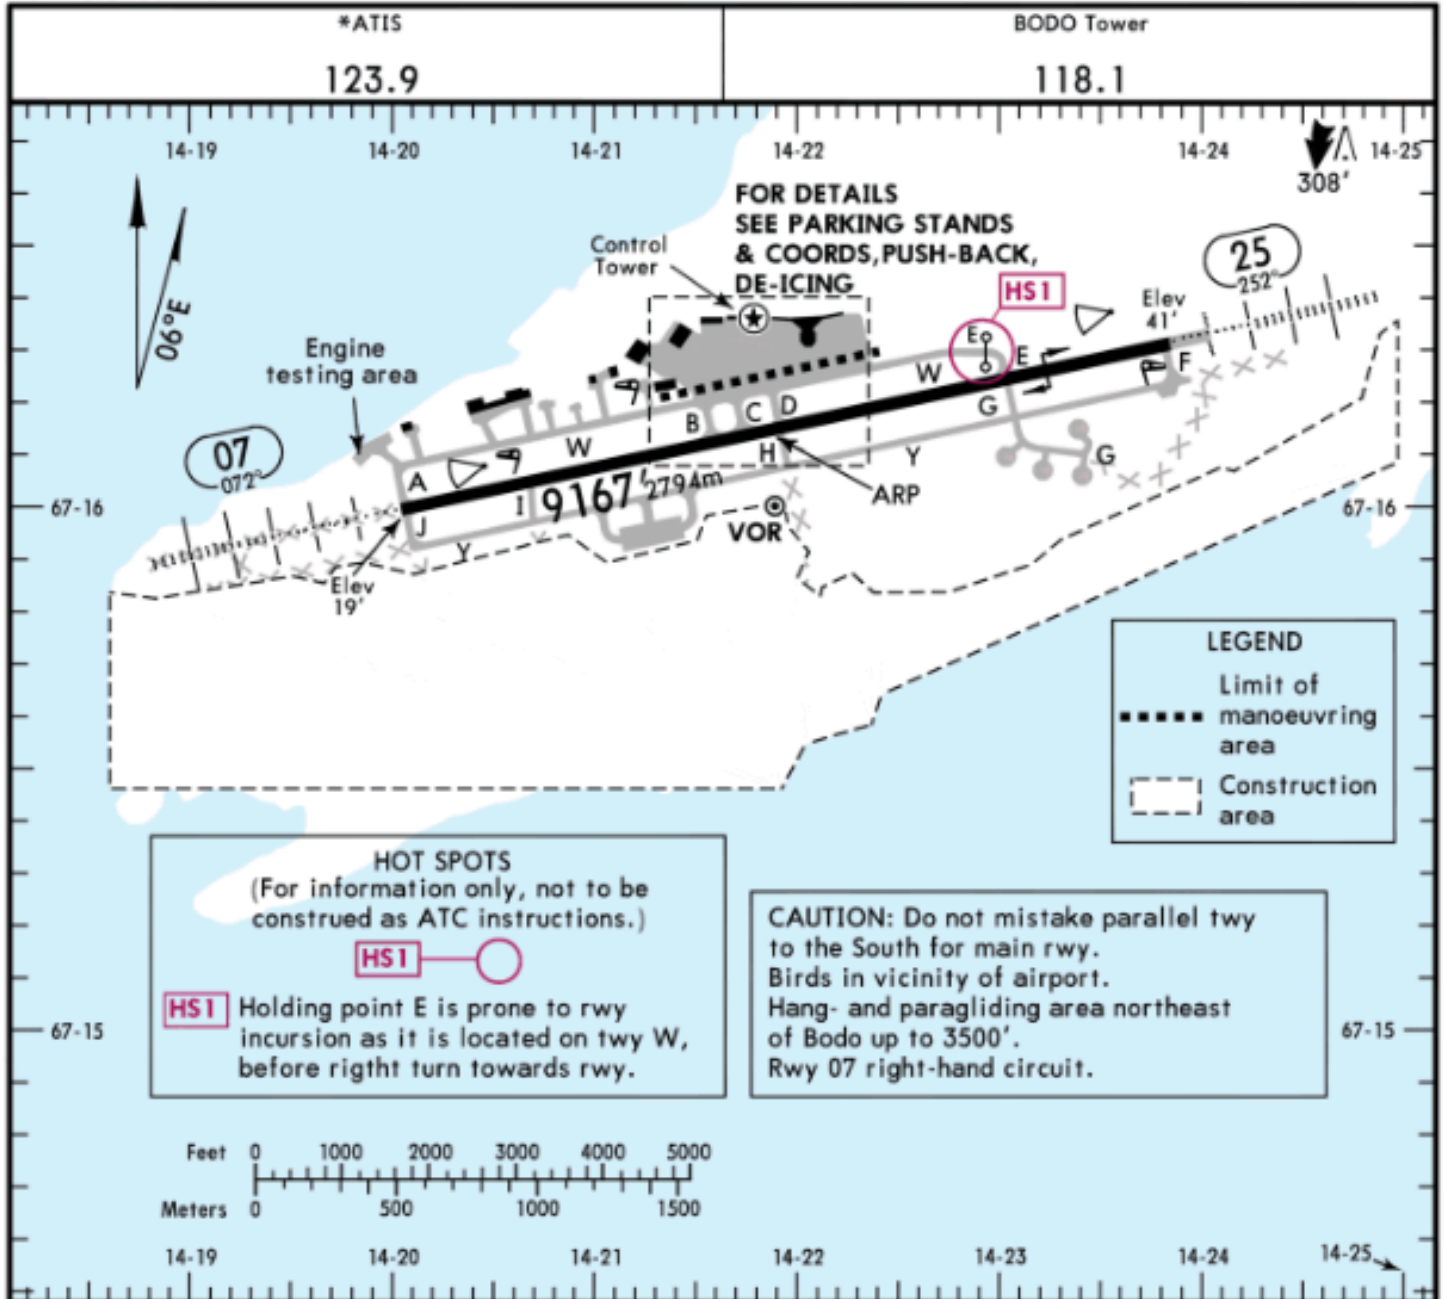 *ATIS
123.9
BODO Tower
118.1
14-19
14-20
14-21
14-22
14-24
14-25
308'
06°E
FOR DETAILS
SEE PARKING STANDS
& COORDS,PUSH-BACK,
DE-ICING
Control
Tower
HS1
25
252°
Elev
41'
Engine
testing area
E
E
F
W
G
B
C
D
W
H
Y
G
07
072°
A
I
9167' 2794m
ARP
J
Y
VOR
67-16
67-16
Elev
19'
LEGEND
Limit of
manoeuvring
area
Construction
area
HOT SPOTS
(For information only, not to be
construed as ATC instructions.)
HS1
HS1 Holding point E is prone to rwy
incursion as it is located on twy W,
before rigtht turn towards rwy.
CAUTION: Do not mistake parallel twy
to the South for main rwy.
Birds in vicinity of airport.
Hang- and paragliding area northeast
of Bodo up to 3500'.
Rwy 07 right-hand circuit.
67-15
67-15
Feet 0 1000 2000 3000 4000 5000
Meters 0 500 1000 1500
14-19
14-20
14-21
14-22
14-23
14-24
14-25